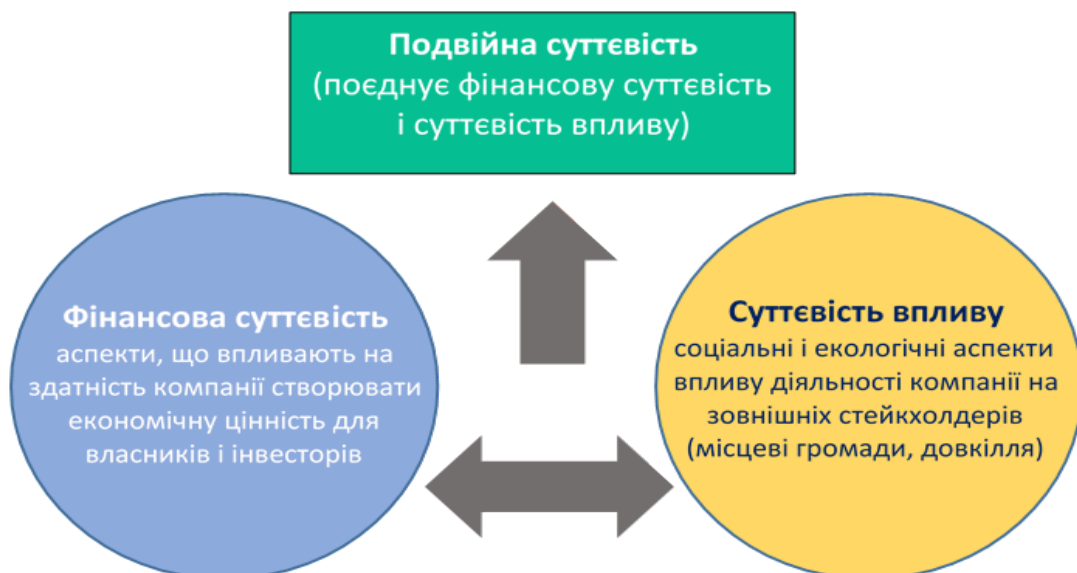 Подвійна суттєвість
(поєднує фінансову суттєвість
і суттєвість впливу)
Фінансова суттєвість
аспекти, що впливають на
здатність компанії створювати
економічну цінність для
власників і інвесторів
Суттєвість впливу
соціальні і екологічні аспекти
впливу діяльності компанії на
зовнішніх стейкхолдерів
(місцеві громади, довкілля)